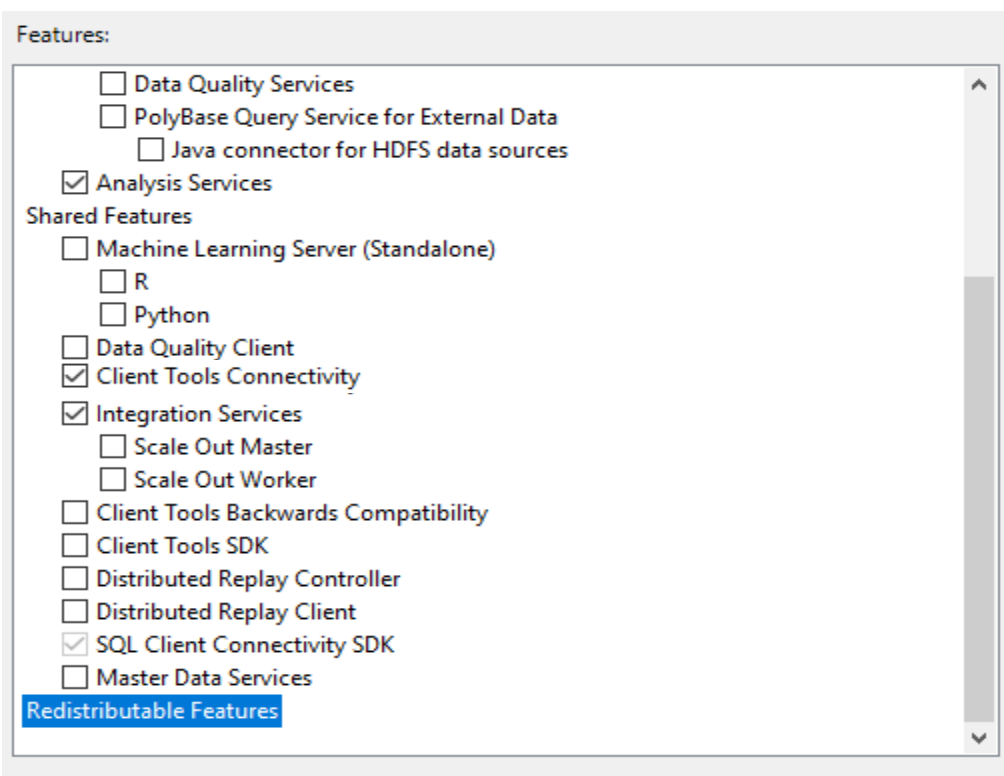 Features:
Data Quality Services
PolyBase Query Service for External Data
Java connector for HDFS data sources
Analysis Services
Shared Features
Machine Learning Server (Standalone)
R
Python
Data Quality Client
Client Tools Connectivity
Integration Services
Scale Out Master
Scale Out Worker
Client Tools Backwards Compatibility
Client Tools SDK
Distributed Replay Controller
Distributed Replay Client
SQL Client Connectivity SDK
Master Data Services
Redistributable Features